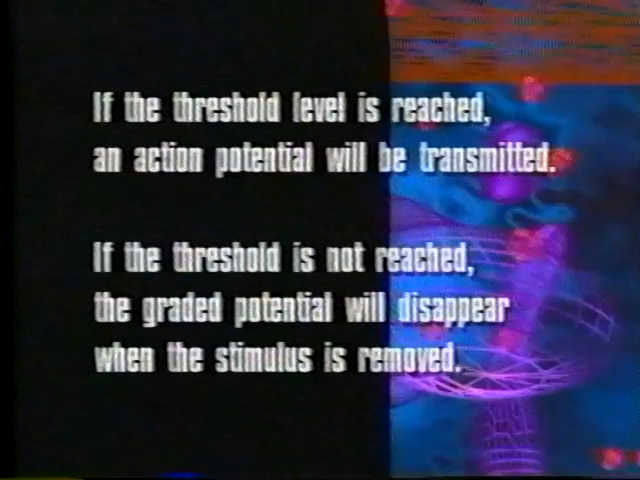 If the threshold level is reached,
an action potential will be transmitted.
If the threshold is not reached,
the graded potential will disappear
when the stimulus is removed.